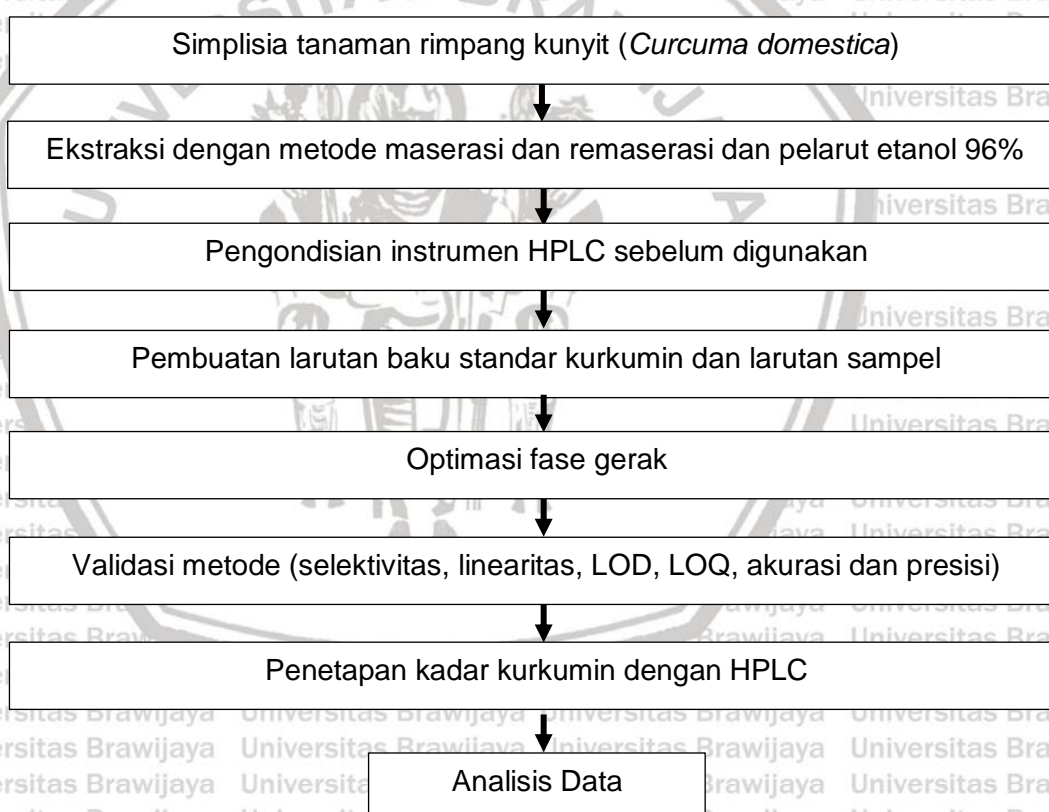 Simplisia tanaman rimpang kunyit (Curcuma domestica)
Ekstraksi dengan metode maserasi dan remaserasi dan pelarut etanol 96%
Pengondisian instrumen HPLC sebelum digunakan
Pembuatan larutan baku standar kurkumin dan larutan sampel
Optimasi fase gerak
Validasi metode (selektivitas, linearitas, LOD, LOQ, akurasi dan presisi)
Penetapan kadar kurkumin dengan HPLC
Analisis Data